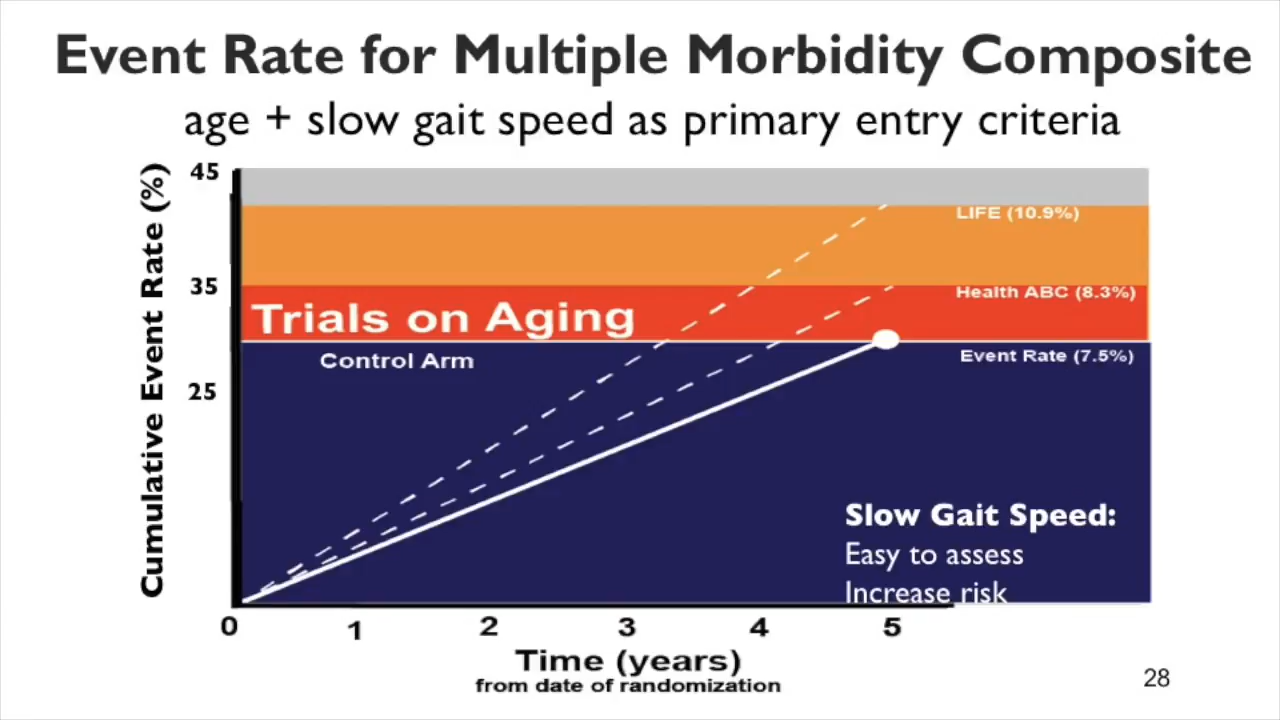 Event Rate for Multiple Morbidity Composite
age + slow gait speed as primary entry criteria
Cumulative Event Rate (%)
45
35
25
LIFE (10.9%)
Health ABC (8.3%)
Trials on Aging
Control Arm
Event Rate (7.5%)
Slow Gait Speed:
Easy to assess
Increase risk
0 1 2 3 4 5
Time (years)
from date of randomization
28